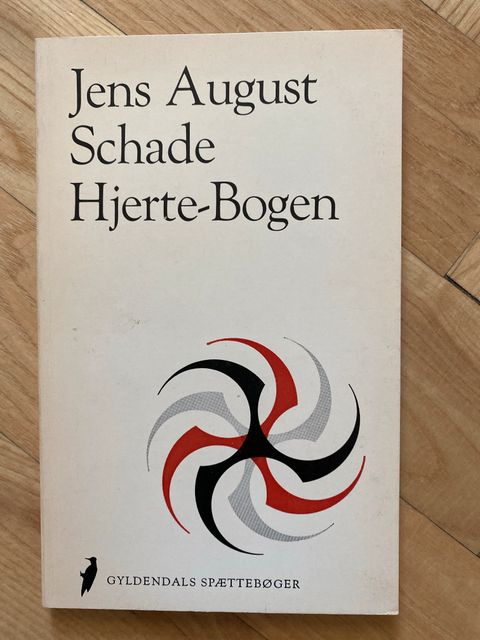 Jens August
Schade
Hjerte-Bogen
GYLDENDALS SPÆTTEBØGER